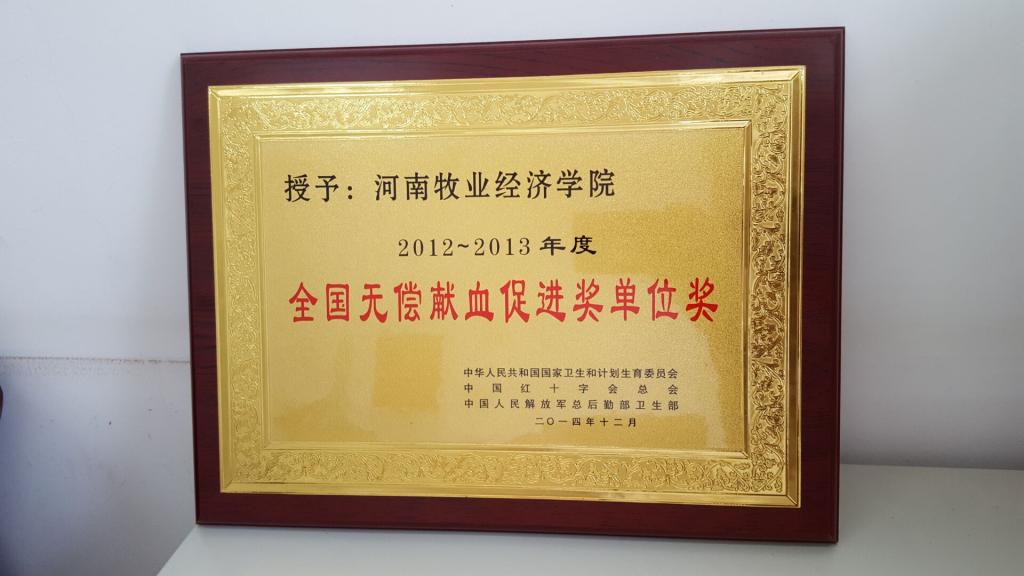 授予：河南牧业经济学院
2012~2013年度
全国无偿献血促进奖单位奖
中华人民共和国国家卫生和计划生育委员会
中国红十字会总会
中国人民解放军总后勤部卫生部
二〇一四年十二月